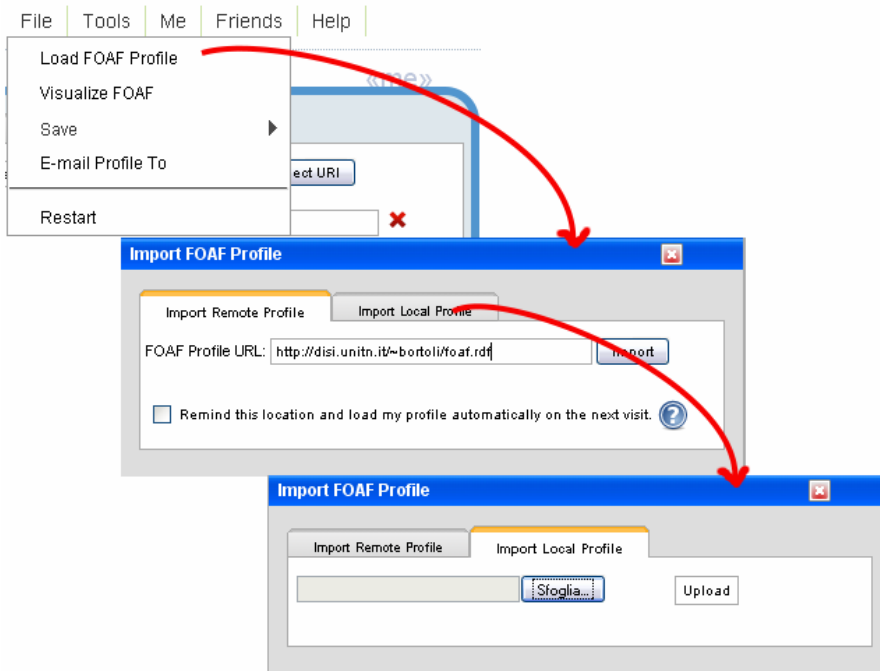 File Tools Me Friends Help
«me»
Load FOAF Profile
Visualize FOAF
Save
E-mail Profile To
Restart
ect URI
Import FOAF Profile
Import Remote Profile Import Local Profile
FOAF Profile URL: http://disi.unitn.it/~bortoli/foaf.rdf Import
Remind this location and load my profile automatically on the next visit. ?
Import FOAF Profile
Import Remote Profile Import Local Profile
Sfoglia... Upload